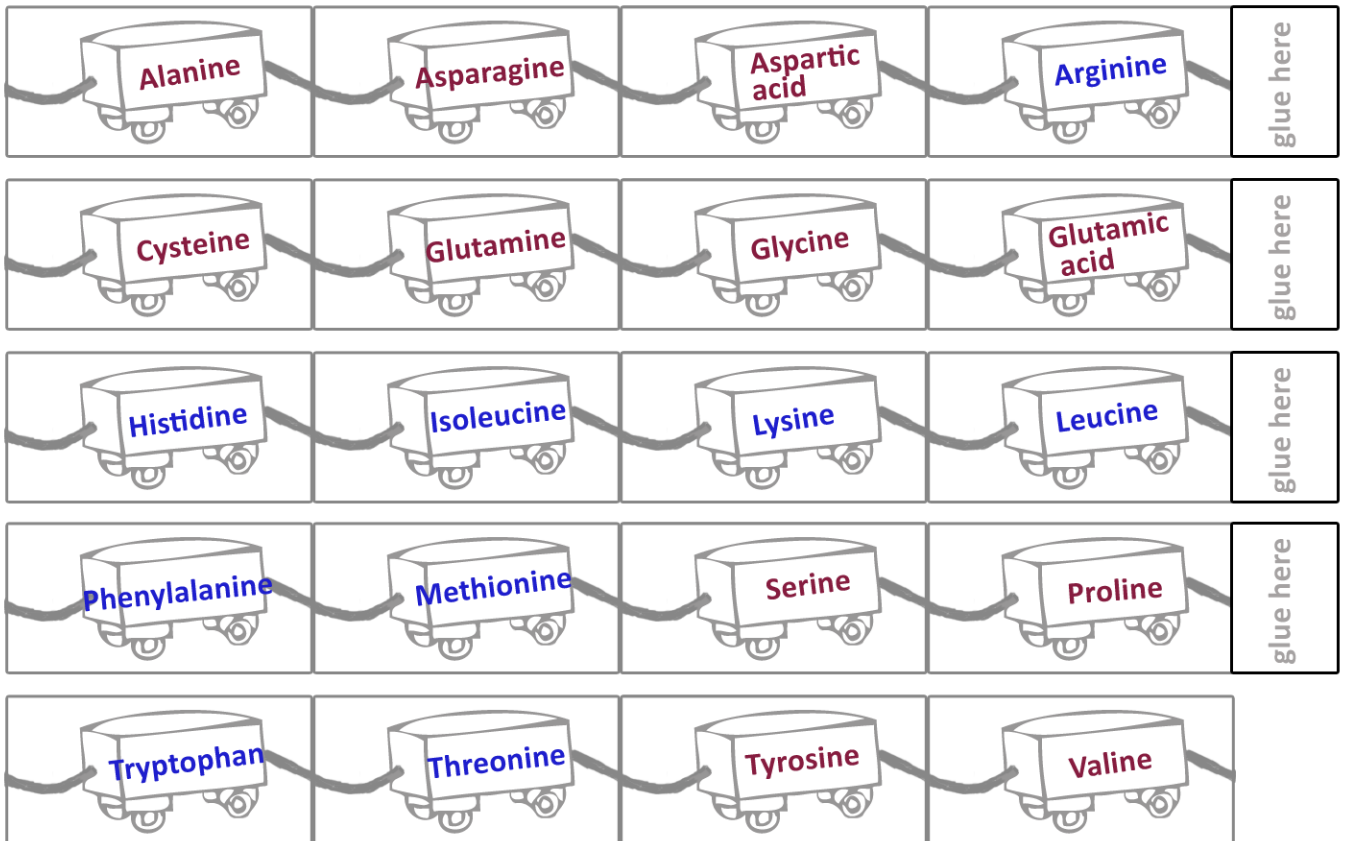 Alanine
Asparagine
Aspartic
acid
Arginine
glue here
Cysteine
Glutamine
Glycine
Glutamic
acid
glue here
Histidine
Isoleucine
Lysine
Leucine
glue here
Phenylalanine
Methionine
Serine
Proline
glue here
Tryptophan
Threonine
Tyrosine
Valine